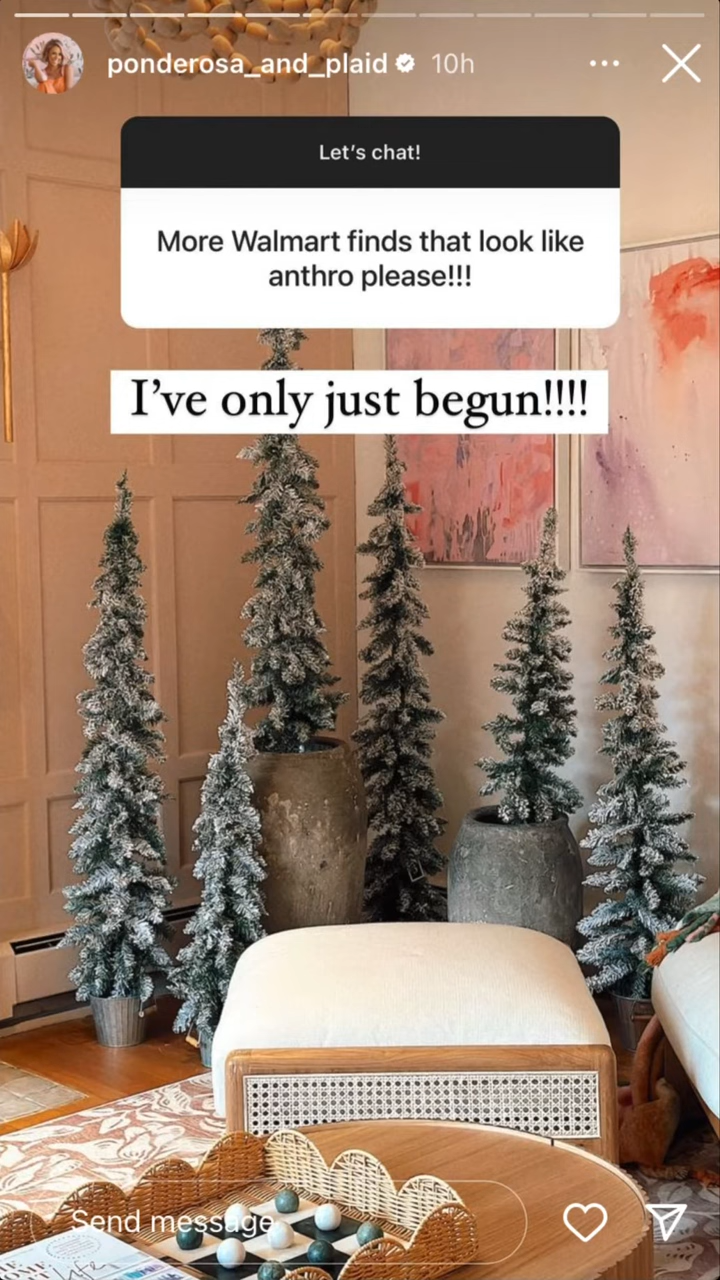 ponderosa_and_plaid 10h
Let's chat!
More Walmart finds that look like
anthro please!!!
I've only just begun!!!!
Send message